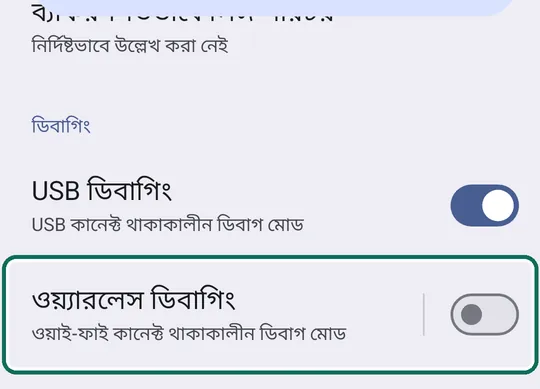 নির্দিষ্টভাবে উল্লেখ করা নেই
ডিবাগিং
USB ডিবাগিং
USB কানেক্ট থাকাকালীন ডিবাগ মোড
ওয়্যারলেস ডিবাগিং
ওয়াই-ফাই কানেক্ট থাকাকালীন ডিবাগ মোড